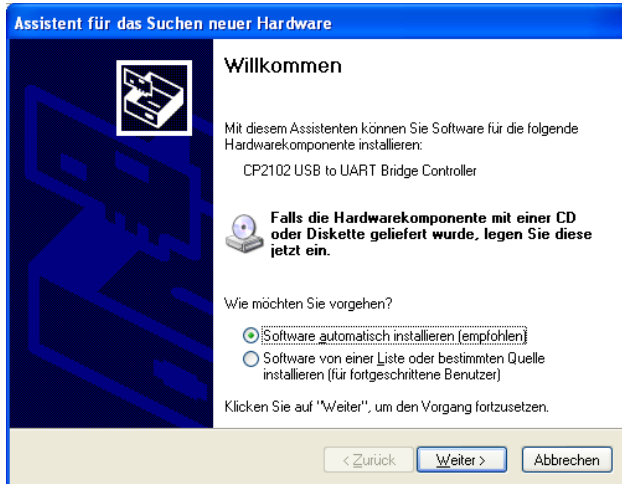 Assistent für das Suchen neuer Hardware
Willkommen
Mit diesem Assistenten können Sie Software für die folgende
Hardwarekomponente installieren:
CP2102 USB to UART Bridge Controller
Falls die Hardwarekomponente mit einer CD
oder Diskette geliefert wurde, legen Sie diese
jetzt ein.
Wie möchten Sie vorgehen?
Software automatisch installieren (empfohlen)
Software von einer Liste oder bestimmten Quelle
installieren (für fortgeschrittene Benutzer)
Klicken Sie auf "Weiter", um den Vorgang fortzusetzen.
< Zurück Weiter > Abbrechen